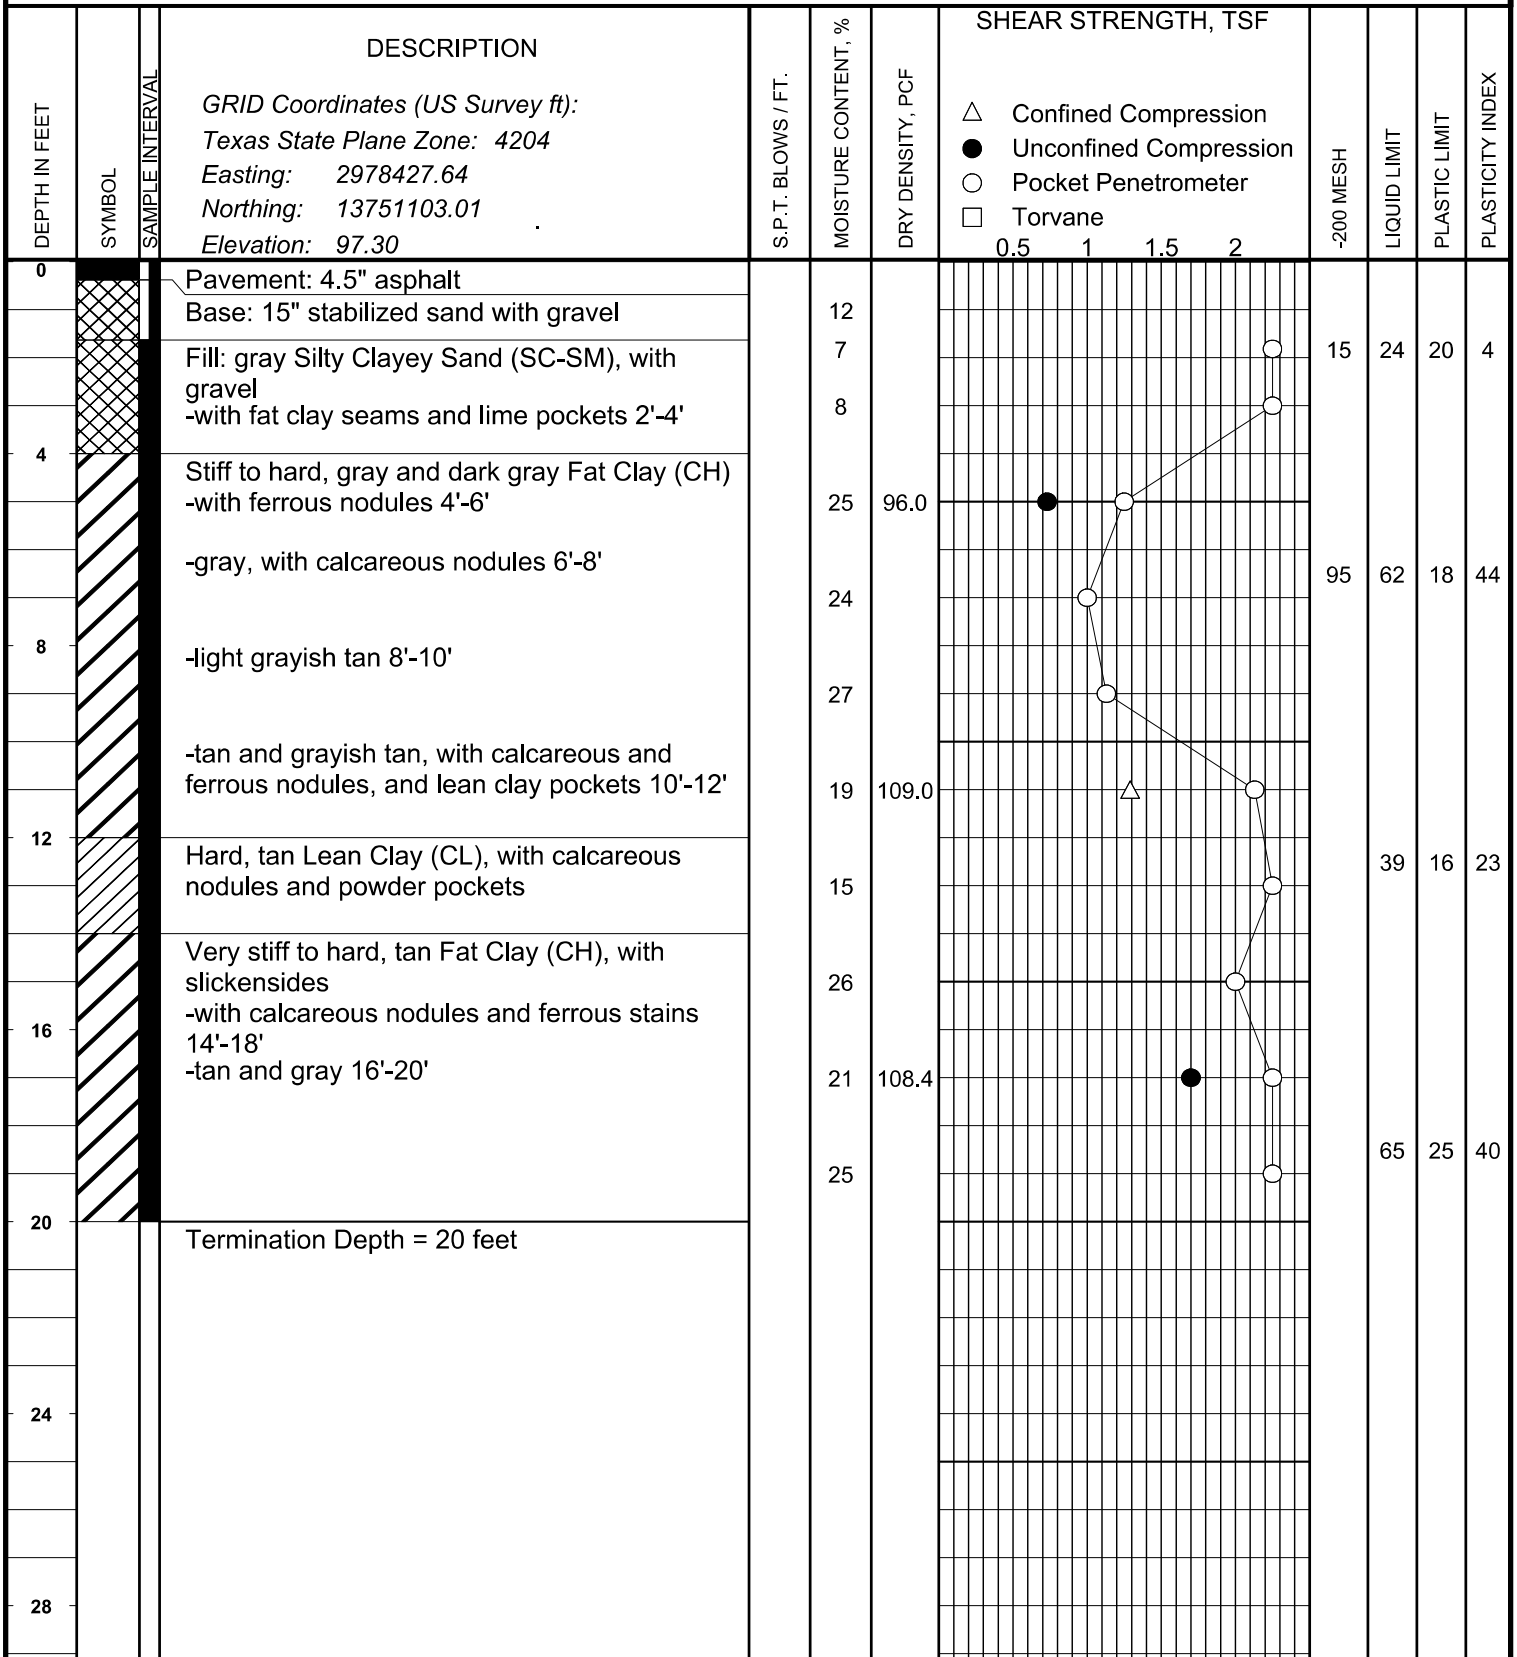 DEPTH IN FEET
SYMBOL
SAMPLE INTERVAL
DESCRIPTION
GRID Coordinates (US Survey ft):
Texas State Plane Zone: 4204
Easting: 2978427.64
Northing: 13751103.01
.
Elevation: 97.30
S.P.T. BLOWS / FT.
MOISTURE CONTENT, %
DRY DENSITY, PCF
SHEAR STRENGTH, TSF
Confined Compression
Unconfined Compression
Pocket Penetrometer
Torvane
0.5 1 1.5 2
-200 MESH
LIQUID LIMIT
PLASTIC LIMIT
PLASTICITY INDEX
0
Pavement: 4.5" asphalt
Base: 15" stabilized sand with gravel
12
Fill: gray Silty Clayey Sand (SC-SM), with
gravel
7 15 24 20 4
-with fat clay seams and lime pockets 2'-4'
8
4
Stiff to hard, gray and dark gray Fat Clay (CH)
-with ferrous nodules 4'-6'
25 96.0
-gray, with calcareous nodules 6'-8'
95 62 18 44
24
8
-light grayish tan 8'-10'
27
-tan and grayish tan, with calcareous and
ferrous nodules, and lean clay pockets 10'-12'
19 109.0
12
Hard, tan Lean Clay (CL), with calcareous
nodules and powder pockets
39 16 23
15
Very stiff to hard, tan Fat Clay (CH), with
slickensides
26
-with calcareous nodules and ferrous stains
14'-18'
16
-tan and gray 16'-20'
21 108.4
65 25 40
25
20
Termination Depth = 20 feet
24
28